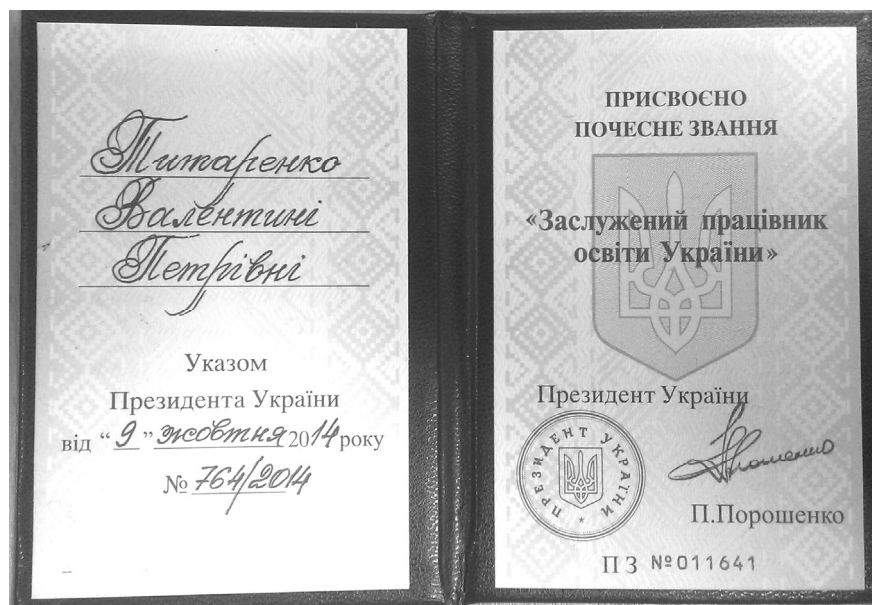 Титаренко
Валентині
Петрівні
Указом
Президента України
від “9” жовтня 2014 року
№ 764/2014
ПРИСВОЄНО
ПОЧЕСНЕ ЗВАННЯ
«Заслужений працівник
освіти України»
Президент України
ПРЕЗИДЕНТ УКРАЇНИ
П.Порошенко
ПЗ №011641